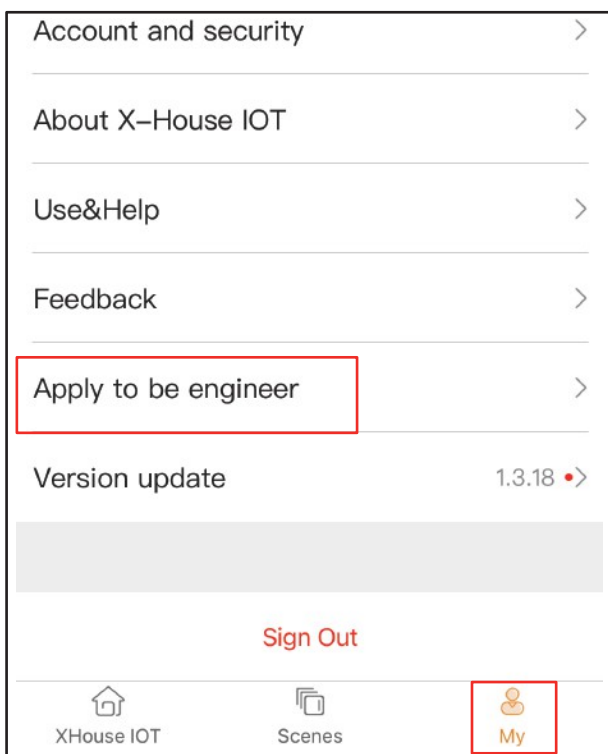 Account and security
About X-House IOT
Use&Help
Feedback
Apply to be engineer
Version update 1.3.18
Sign Out
XHouse IOT Scenes My